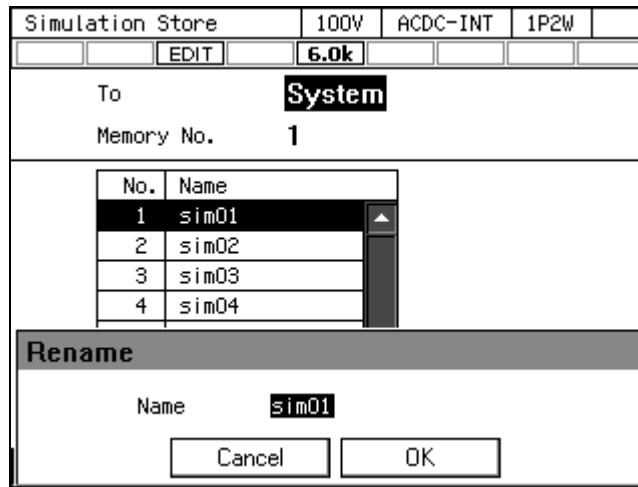 Simulation Store 100V ACDC-INT 1P2W
EDIT 6.0k
To System
Memory No. 1
No. Name
1 sim01
2 sim02
3 sim03
4 sim04
Rename
Name sim01
Cancel OK